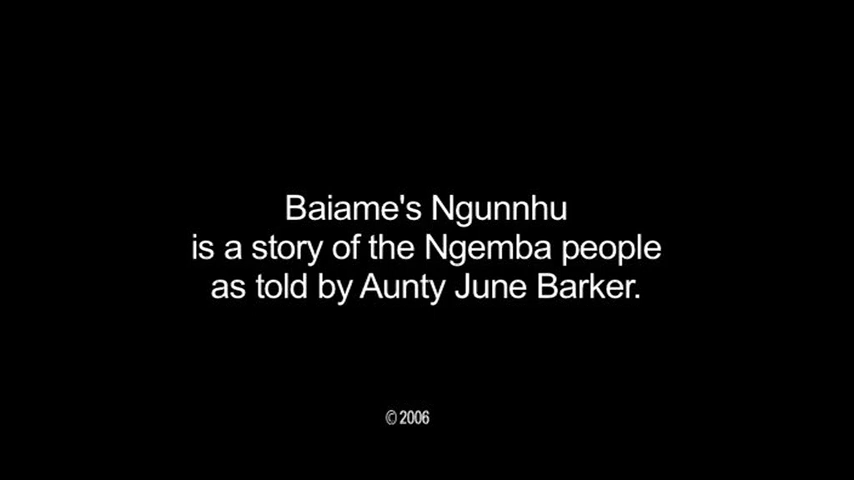 Baiame's Ngunnhu
is a story of the Ngemba people
as told by Aunty June Barker.
© 2006